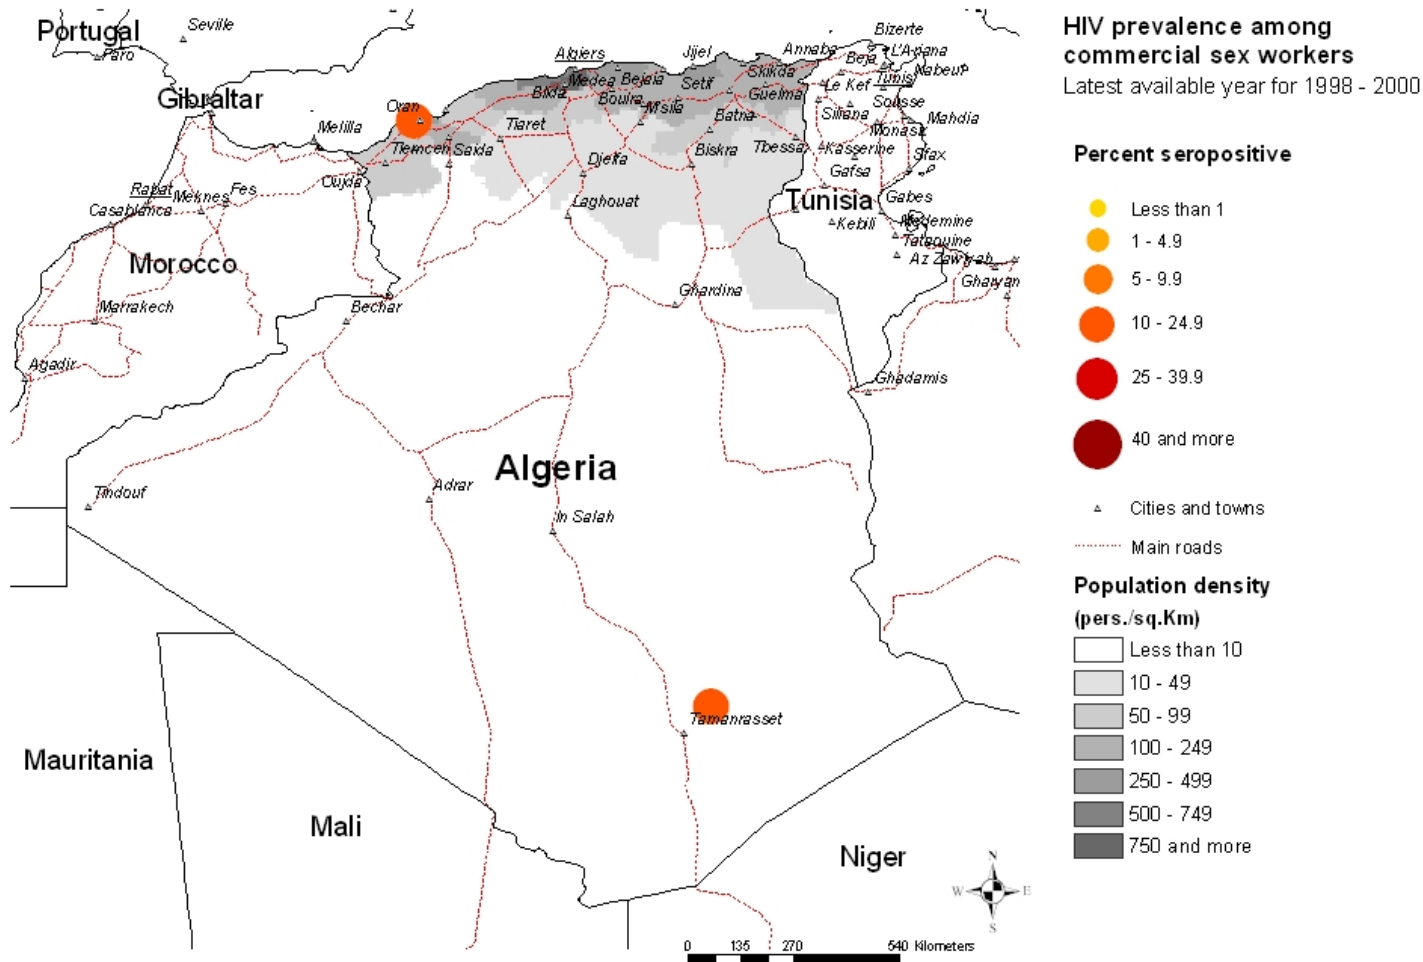 Portugal
Seville
Faro
Gibraltar
Melilla
Oran
Algiers
Jijel
Annaba
Bizerte
L'Ariana
Beja
Tunis
Nabeul
Medea
Bejaia
Skikda
Setif
Guelma
Le Kef
Blida
Bouira
M'sila
Batna
Siliana
Sousse
Mahdia
Monastir
Tiaret
Tlemcen
Saida
Djelfa
Biskra
Tbessa
Kasserine
Sfax
Gafsa
Oujda
Rabat
Meknes
Fes
Casablanca
Laghouat
Tunisia
Gabes
Kebili
Medemine
Tataouine
Az Zawiyah
Gharyan
Morocco
Marrakech
Bechar
Ghardina
Agadir
Ghadamis
Algeria
Tindouf
Adrar
In Salah
Tamanrasset
Mauritania
Mali
Niger
N
W E
S
0 135 270 540 Kilometers
HIV prevalence among
commercial sex workers
Latest available year for 1998 - 2000
Percent seropositive
Less than 1
1 - 4.9
5 - 9.9
10 - 24.9
25 - 39.9
40 and more
Cities and towns
Main roads
Population density
(pers./sq.Km)
Less than 10
10 - 49
50 - 99
100 - 249
250 - 499
500 - 749
750 and more